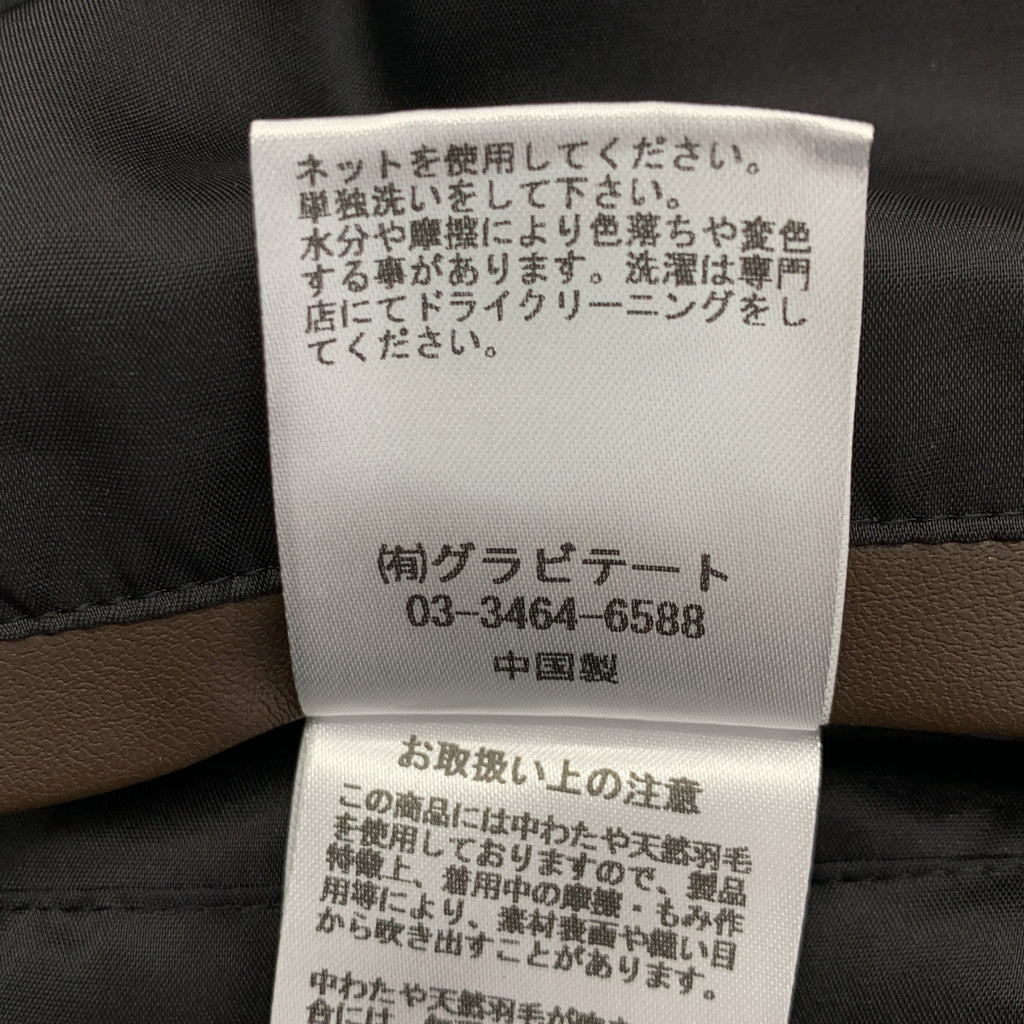 ネットを使用してください。
単独洗いをして下さい。
水分や摩擦により色落ちや変色
する事があります。洗濯は専門
店にてドライクリーニングをし
てください。
(有)グラビテート
03-3464-6588
中国製
お取扱い上の注意
この商品には中わたや天然羽毛
を使用しておりますので、製品
特徴上、着用中の摩擦・もみ作
用等により、素材表面や縫い目
から吹き出すことがあります。
中わたや天然羽毛が吹き
合には、